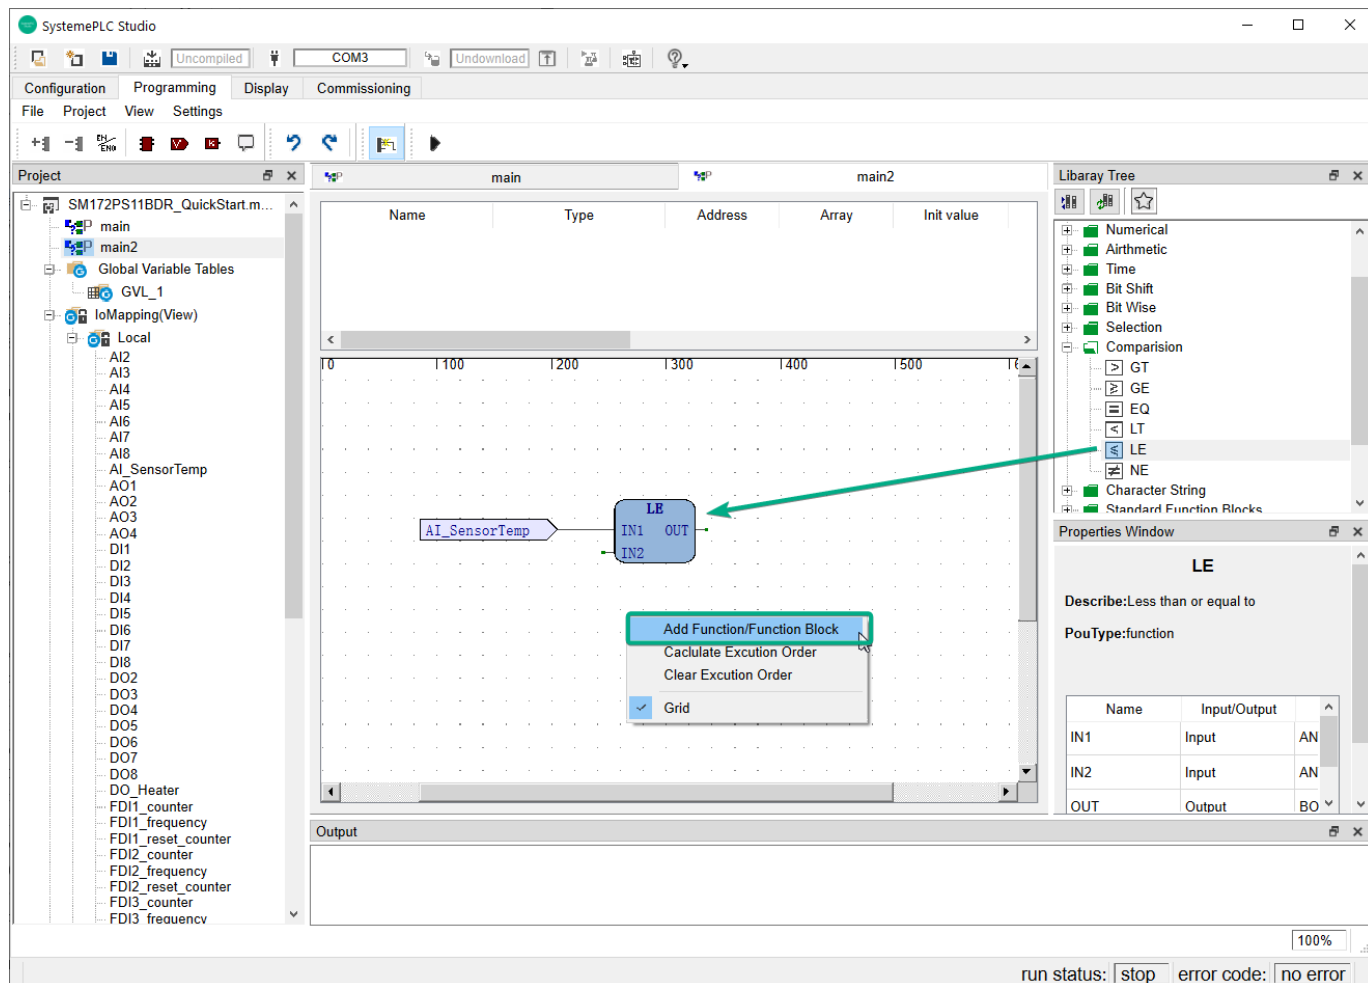 SystemePLC Studio
Uncompiled
COM3
Undownload
Configuration Programming Display Commissioning
File Project View Settings
EN
ENO
Project
SM172PS11BDR_QuickStart.m...
main
main2
Global Variable Tables
GVL_1
IoMapping(View)
Local
AI2
AI3
AI4
AI5
AI6
AI7
AI8
AI_SensorTemp
AO1
AO2
AO3
AO4
DI1
DI2
DI3
DI4
DI5
DI6
DI7
DI8
DO2
DO3
DO4
DO5
DO6
DO7
DO8
DO_Heater
FDI1_counter
FDI1_frequency
FDI1_reset_counter
FDI2_counter
FDI2_frequency
FDI2_reset_counter
FDI3_counter
FDI3_frequency
main main2
Name Type Address Array Init value
0 100 200 300 400 500
LE
AI_SensorTemp IN1 OUT
IN2
Add Function/Function Block
Caclulate Excution Order
Clear Excution Order
Grid
Output
Libaray Tree
Numerical
Airthmetic
Time
Bit Shift
Bit Wise
Selection
Comparision
GT
GE
EQ
LT
LE
NE
Character String
Standard Function Blocks
Properties Window
LE
Describe:Less than or equal to
PouType:function
Name Input/Output
IN1 Input AN
IN2 Input AN
OUT Output BO
100%
run status: stop error code: no error